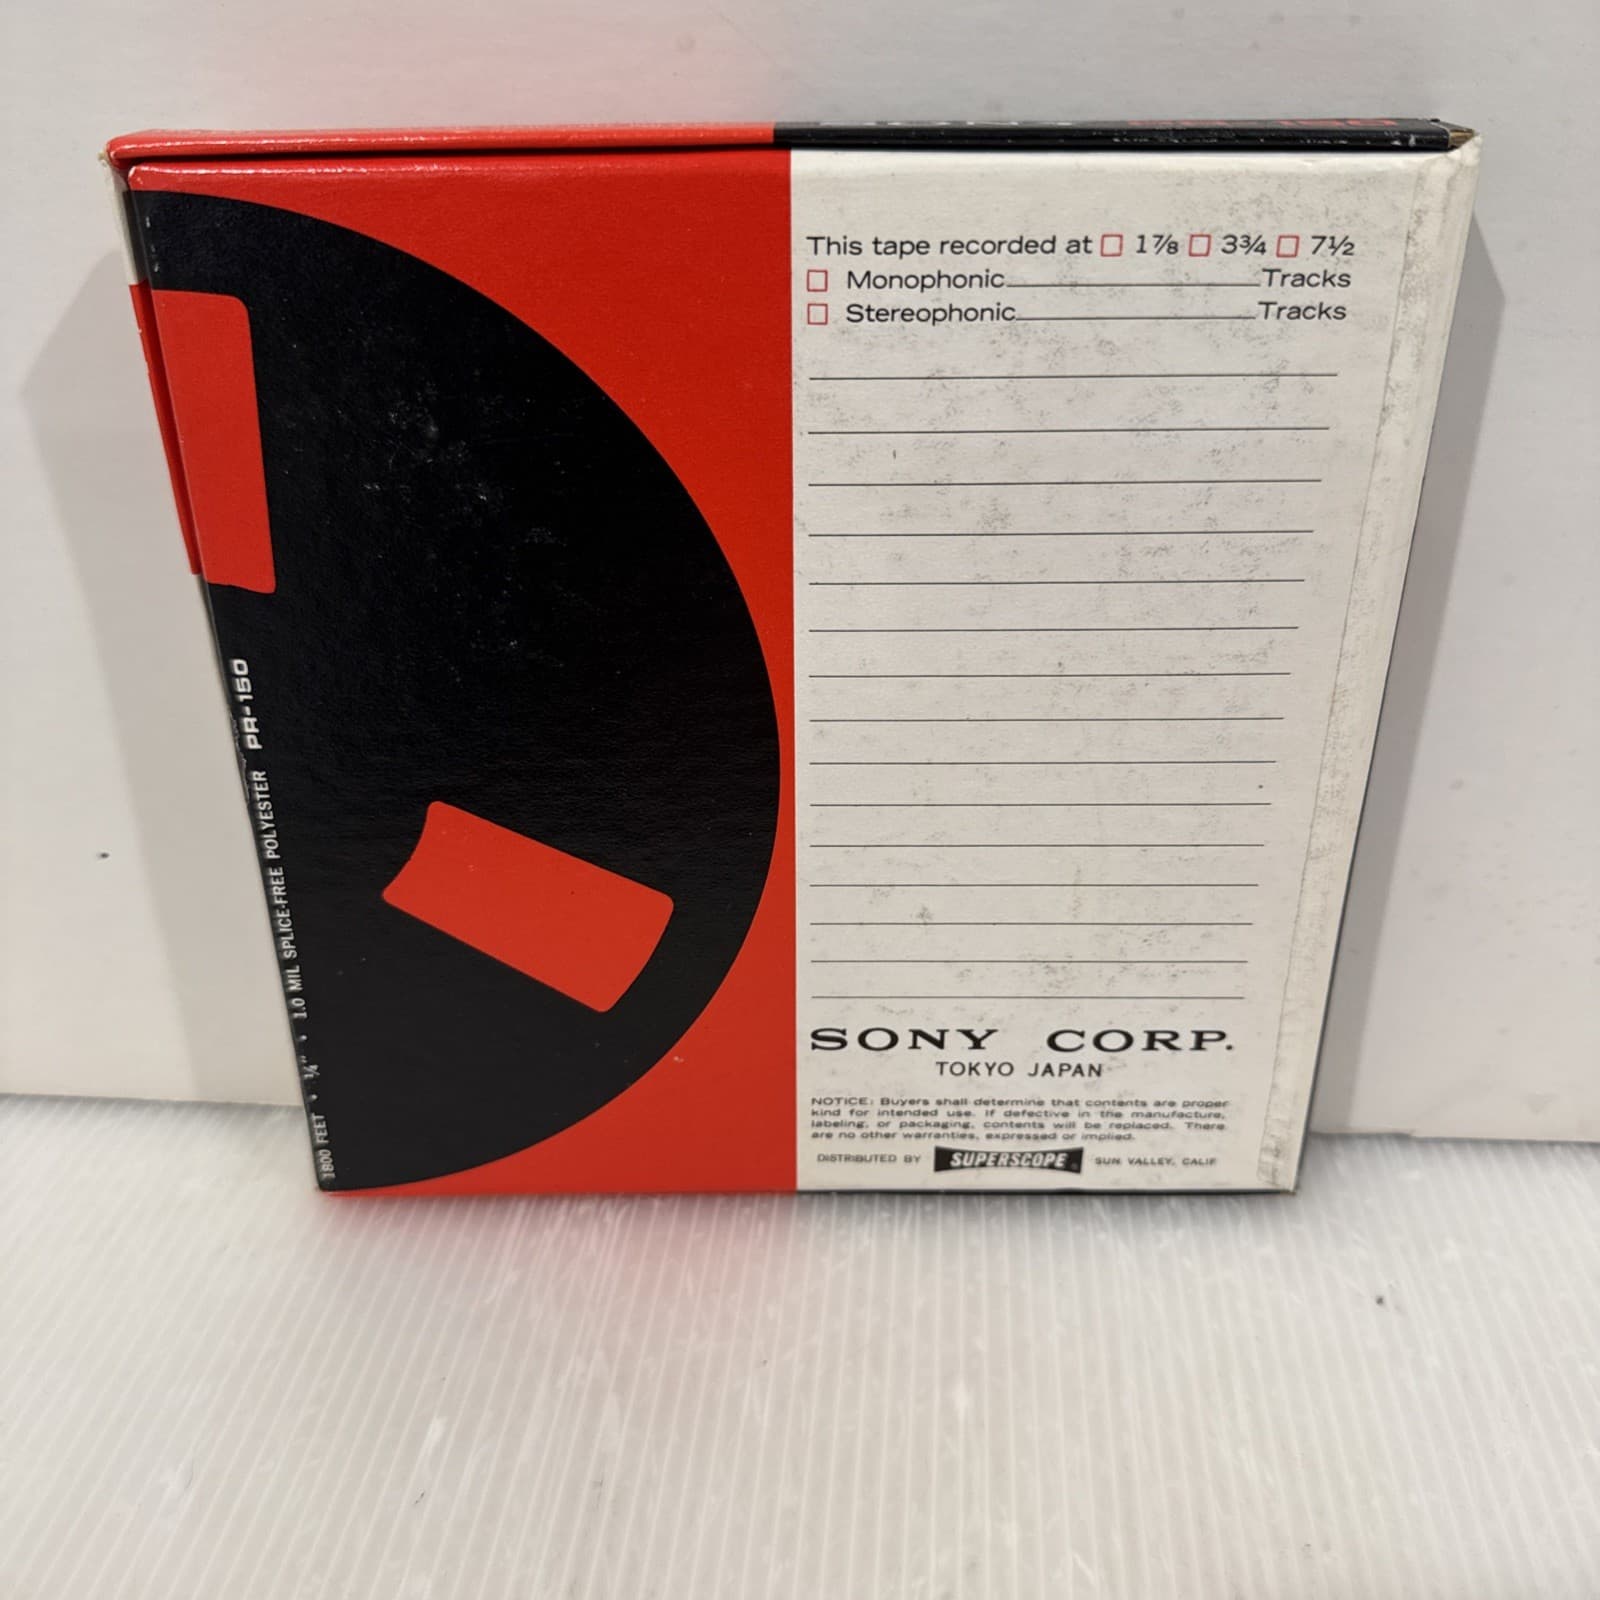 SONY PR-150
This tape recorded at □ 1⅞ □ 3¾ □ 7½
□ Monophonic Tracks
□ Stereophonic Tracks
1800 FEET • ¼" • 1.0 MIL SPLICE-FREE POLYESTER PR-150
SONY CORP.
TOKYO JAPAN
NOTICE: Buyers shall determine that contents are proper
kind for intended use. If defective in the manufacture,
labeling, or packaging, contents will be replaced. There
are no other warranties, expressed or implied.
DISTRIBUTED BY SUPERSCOPE® SUN VALLEY, CALIF.